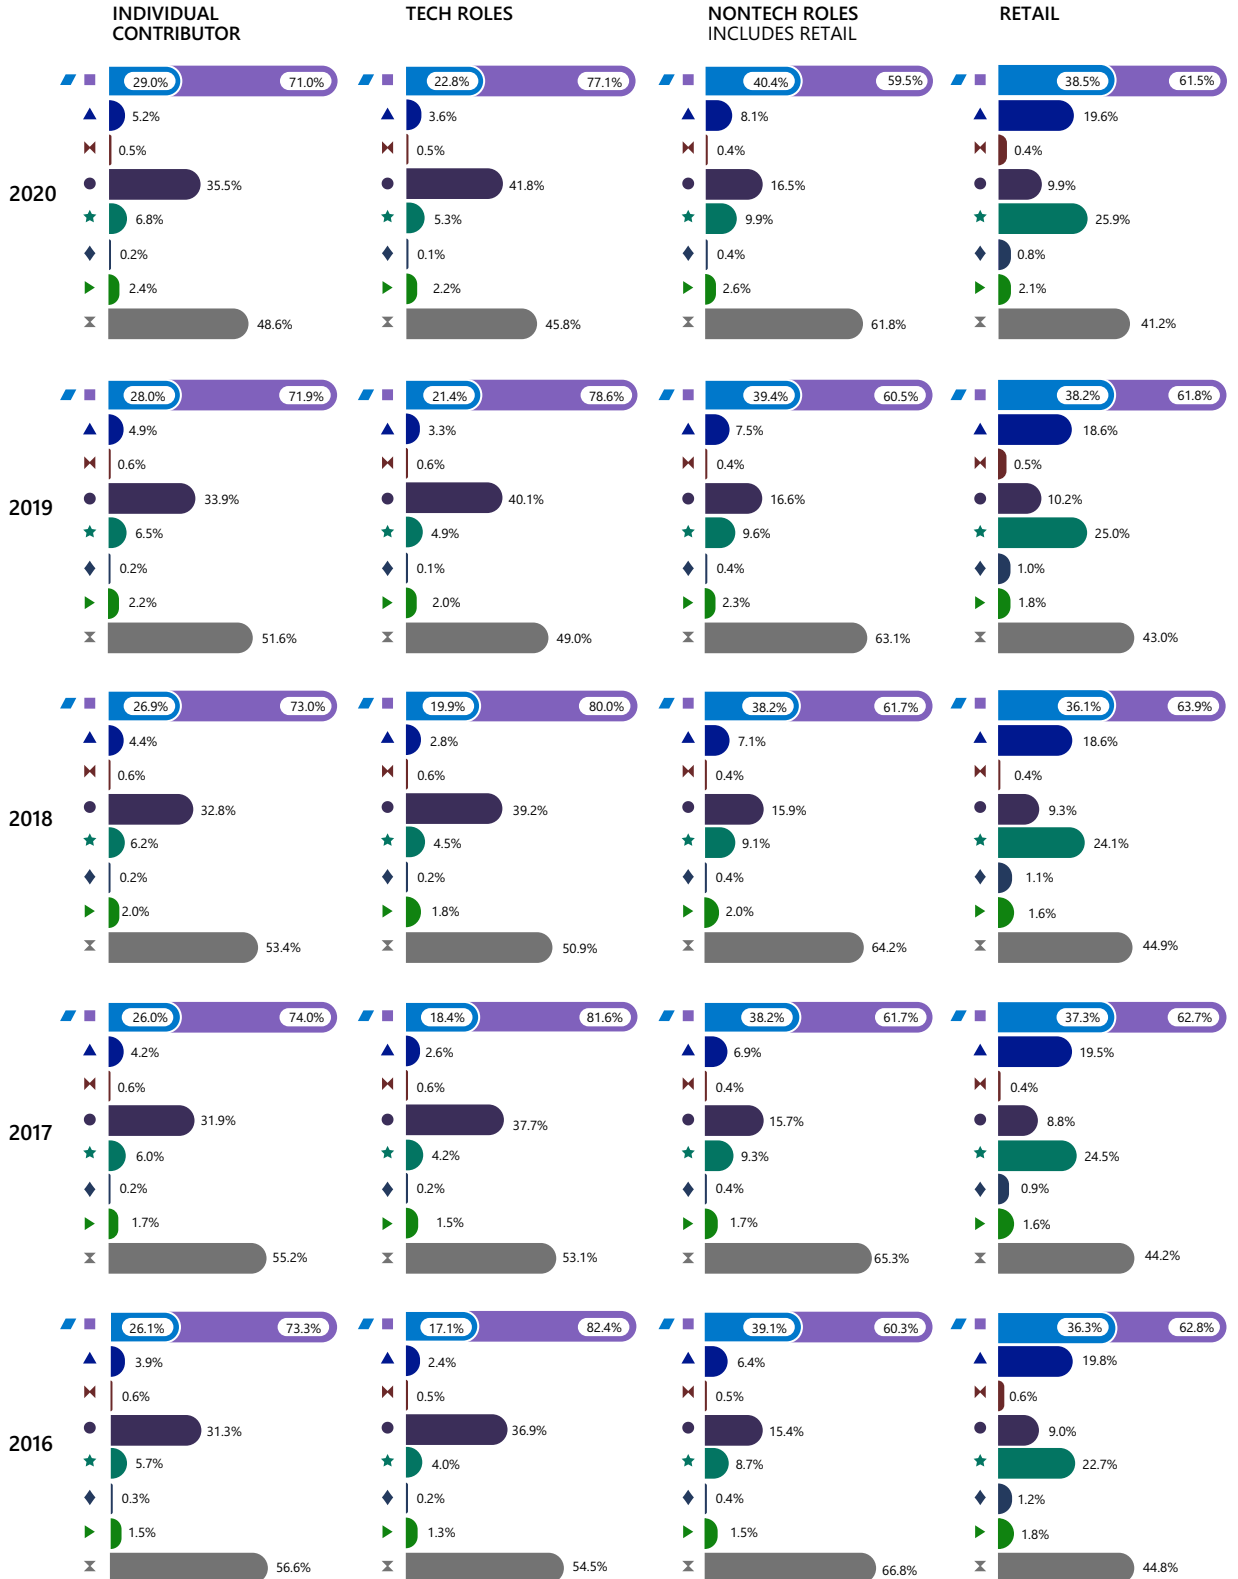 INDIVIDUAL CONTRIBUTOR
TECH ROLES
NONTECH ROLES
INCLUDES RETAIL
RETAIL
2020
29.0% 71.0% 22.8% 77.1% 40.4% 59.5% 38.5% 61.5%
5.2% 3.6% 8.1% 19.6%
0.5% 0.5% 0.4% 0.4%
35.5% 41.8% 16.5% 9.9%
6.8% 5.3% 9.9% 25.9%
0.2% 0.1% 0.4% 0.8%
2.4% 2.2% 2.6% 2.1%
48.6% 45.8% 61.8% 41.2%
2019
28.0% 71.9% 21.4% 78.6% 39.4% 60.5% 38.2% 61.8%
4.9% 3.3% 7.5% 18.6%
0.6% 0.6% 0.4% 0.5%
33.9% 40.1% 16.6% 10.2%
6.5% 4.9% 9.6% 25.0%
0.2% 0.1% 0.4% 1.0%
2.2% 2.0% 2.3% 1.8%
51.6% 49.0% 63.1% 43.0%
2018
26.9% 73.0% 19.9% 80.0% 38.2% 61.7% 36.1% 63.9%
4.4% 2.8% 7.1% 18.6%
0.6% 0.6% 0.4% 0.4%
32.8% 39.2% 15.9% 9.3%
6.2% 4.5% 9.1% 24.1%
0.2% 0.2% 0.4% 1.1%
2.0% 1.8% 2.0% 1.6%
53.4% 50.9% 64.2% 44.9%
2017
26.0% 74.0% 18.4% 81.6% 38.2% 61.7% 37.3% 62.7%
4.2% 2.6% 6.9% 19.5%
0.6% 0.6% 0.4% 0.4%
31.9% 37.7% 15.7% 8.8%
6.0% 4.2% 9.3% 24.5%
0.2% 0.2% 0.4% 0.9%
1.7% 1.5% 1.7% 1.6%
55.2% 53.1% 65.3% 44.2%
2016
26.1% 73.3% 17.1% 82.4% 39.1% 60.3% 36.3% 62.8%
3.9% 2.4% 6.4% 19.8%
0.6% 0.5% 0.5% 0.6%
31.3% 36.9% 15.4% 9.0%
5.7% 4.0% 8.7% 22.7%
0.3% 0.2% 0.4% 1.2%
1.5% 1.3% 1.5% 1.8%
56.6% 54.5% 66.8% 44.8%